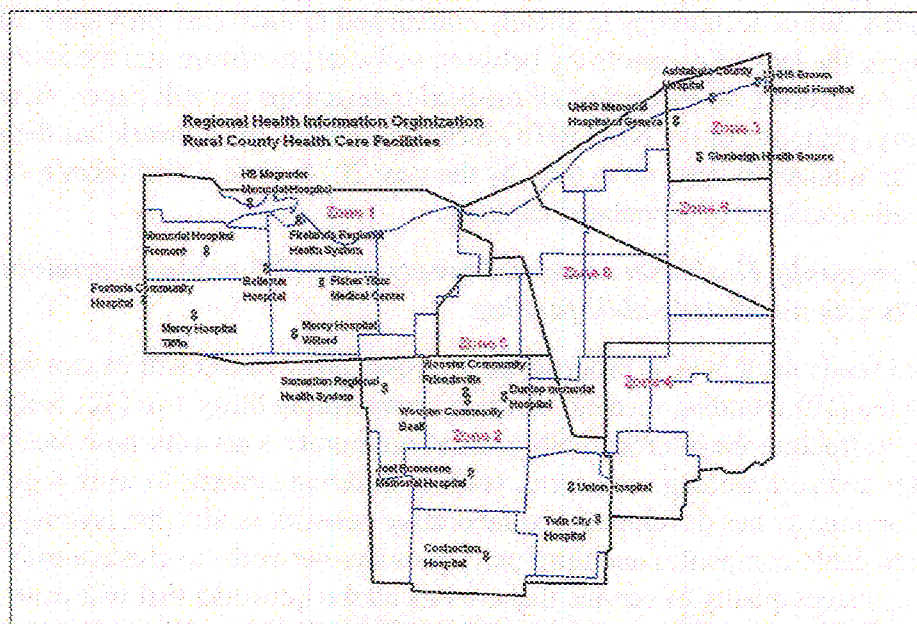 Ashtabula County
Hospital
UHHS Brown
Memorial Hospital
UHHS Memorial
Hospital of Geneva
Zone 3
Glenbeigh Health Source
Regional Health Information Orginization
Rural County Health Care Facilities
HB Magruder
Memorial Hospital
Zone 1
Memorial Hospital
Fremont
Firelands Regional
Health System
Fostoria Community
Hospital
Bellevue
Hospital
Fisher Titus
Medical Center
Mercy Hospital
Tiffin
Mercy Hospital
Willard
Zone 6
Zone 5
Samaritan Regional
Health System
Wooster Community
Friendsville
Dunlap memorial
Hospital
Wooster Community
Zone 2
Zone 4
Joel Pomerene
Memorial Hospital
Union Hospital
Twin City
Hospital
Coshocton
Hospital